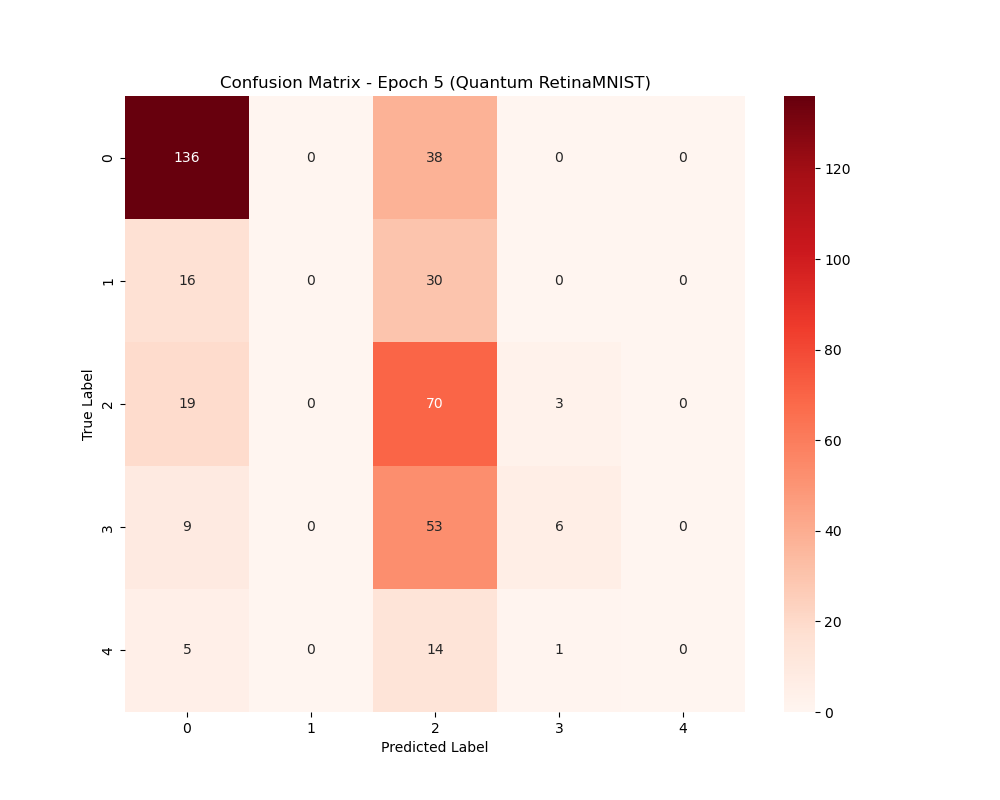 Confusion Matrix - Epoch 5 (Quantum RetinaMNIST)
True Label
0 136 0 38 0 0
1 16 0 30 0 0
2 19 0 70 3 0
3 9 0 53 6 0
4 5 0 14 1 0
0 1 2 3 4
Predicted Label
120
100
80
60
40
20
0